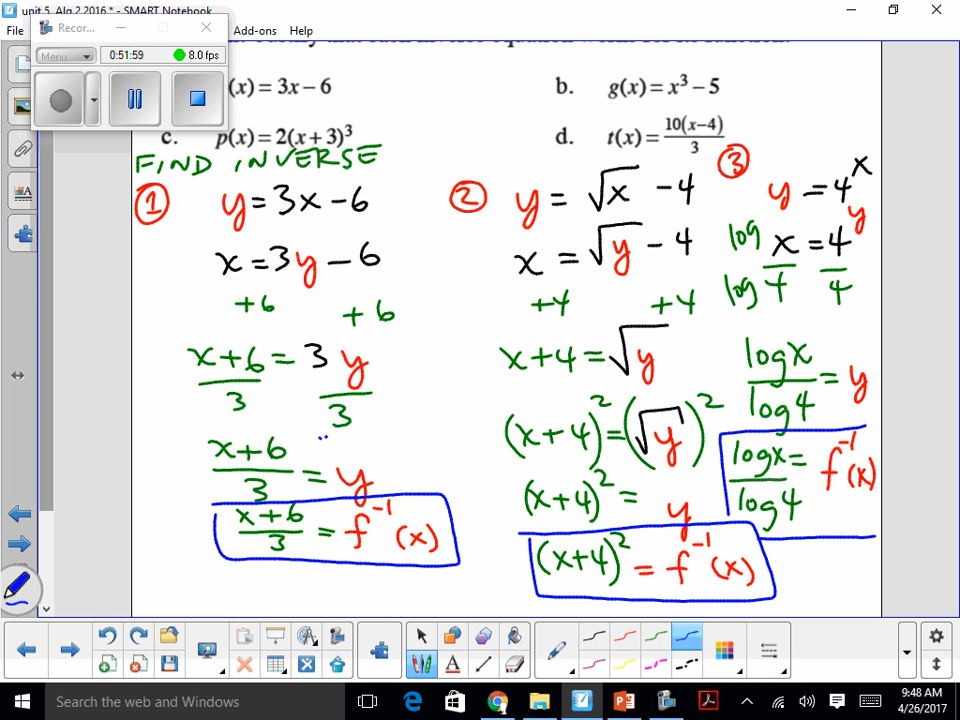 unit 5 Alg 2 2016 * - SMART Notebook
File
Add-ons
Help
Recor...
Menu
0:51:59
8.0 fps
(x) = 3x − 6
b. g(x) = x³ − 5
c. p(x) = 2(x + 3)³
d. t(x) = 10(x−4)/3
FIND INVERSE
① y = 3x − 6
x = 3y − 6
+6 +6
x+6 = 3y
3 3
x+6/3 = y
x+6/3 = f⁻¹(x)
② y = √x − 4
x = √y − 4
+4 +4
x+4 = √y
(x+4)² = (√y)²
(x+4)² = y
(x+4)² = f⁻¹(x)
③ y = 4ˣ
log x = 4 y
log 4 4
log x/log 4 = y
log x/log 4 = f⁻¹(x)
A
Search the web and Windows
9:48 AM
4/26/2017